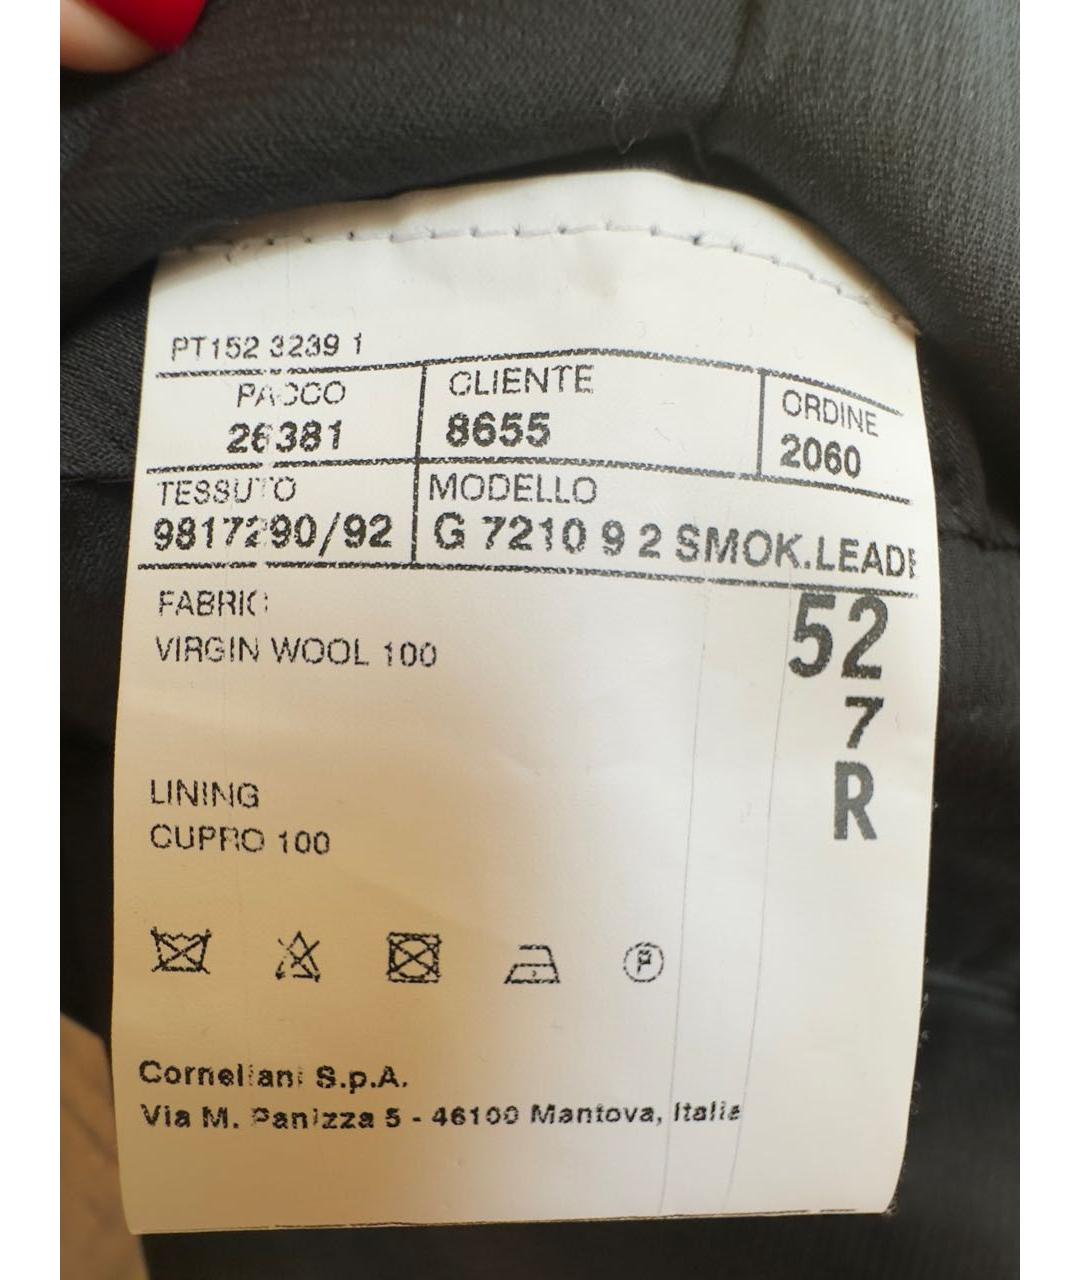 PT152 3239 1
PACCO CLIENTE ORDINE
26381 8655 2060
TESSUTO MODELLO
9817290/92 G 7210 9 2 SMOK.LEADE
FABRIC
VIRGIN WOOL 100
52
7
R
LINING
CUPRO 100
P
Corneliani S.p.A.
Via M. Panizza 5 - 46100 Mantova, Italia